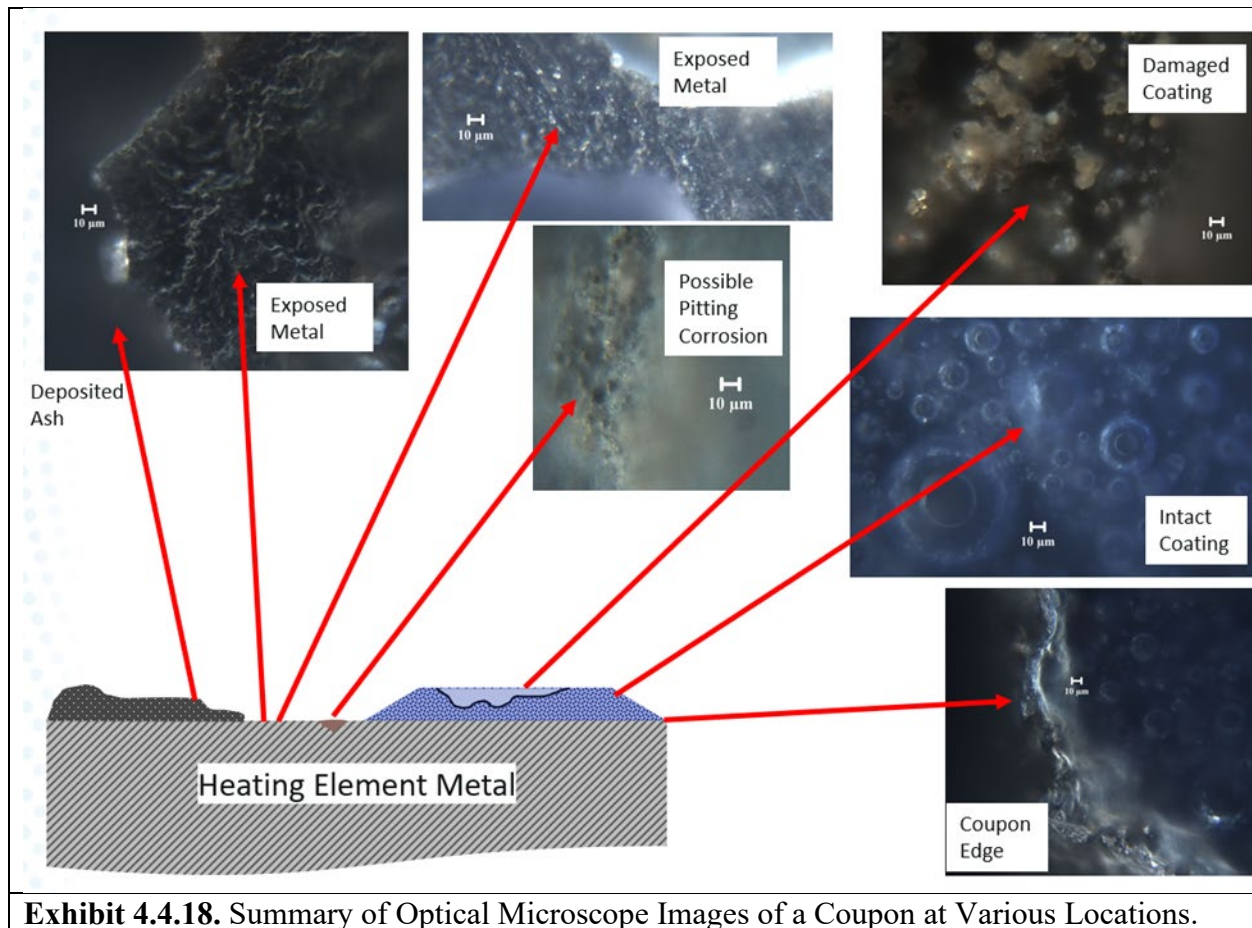 Exposed
Metal
10 µm
Exposed
Metal
10 µm
Deposited
Ash
Possible
Pitting
Corrosion
10 µm
Damaged
Coating
10 µm
Intact
Coating
10 µm
Coupon
Edge
10 µm
Heating Element Metal
Exhibit 4.4.18. Summary of Optical Microscope Images of a Coupon at Various Locations.